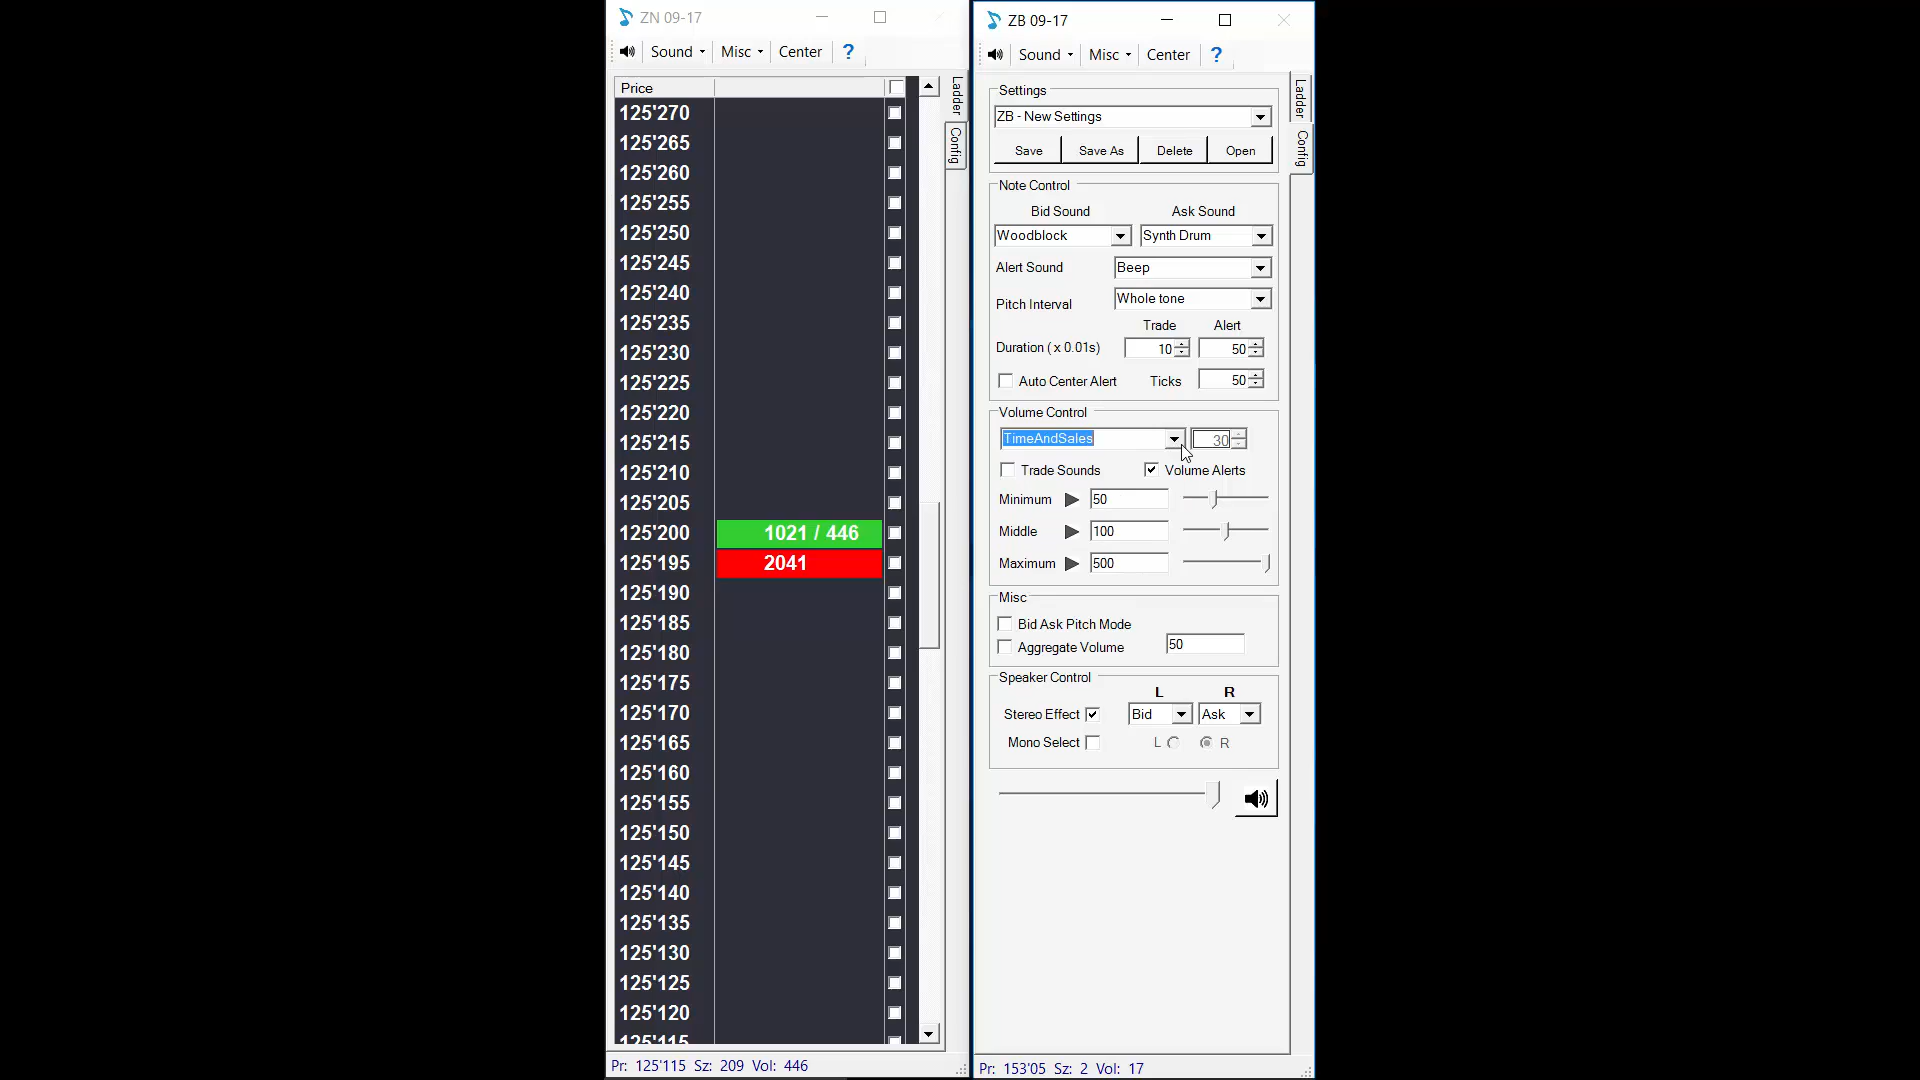 ZN 09-17
Sound Misc Center ?
Price
125'270
125'265
125'260
125'255
125'250
125'245
125'240
125'235
125'230
125'225
125'220
125'215
125'210
125'205
125'200 1021 / 446
125'195 2041
125'190
125'185
125'180
125'175
125'170
125'165
125'160
125'155
125'150
125'145
125'140
125'135
125'130
125'125
125'120
125'115
Ladder
Config
Pr: 125'115 Sz: 209 Vol: 446
ZB 09-17
Sound Misc Center ?
Ladder
Config
Settings
ZB - New Settings
Save Save As Delete Open
Note Control
Bid Sound Ask Sound
Woodblock Synth Drum
Alert Sound Beep
Pitch Interval Whole tone
Trade Alert
Duration ( x 0.01s) 10 50
Auto Center Alert Ticks 50
Volume Control
TimeAndSales 30
Trade Sounds Volume Alerts
Minimum 50
Middle 100
Maximum 500
Misc
Bid Ask Pitch Mode
Aggregate Volume 50
Speaker Control
L R
Stereo Effect Bid Ask
Mono Select L R
Pr: 153'05 Sz: 2 Vol: 17